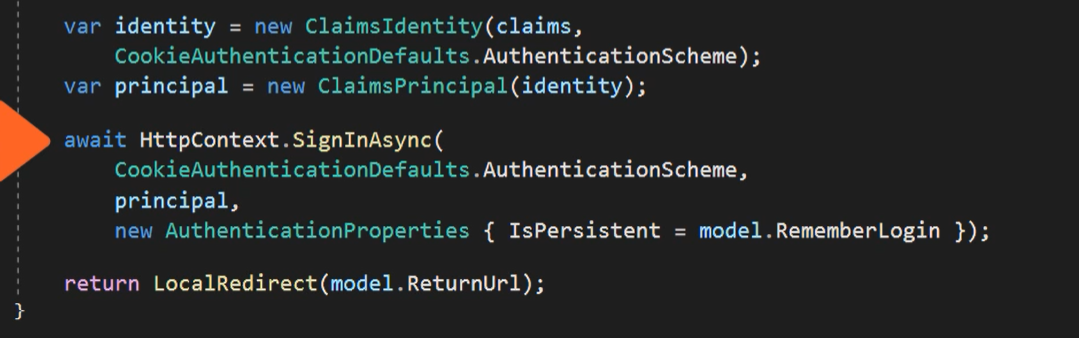 var identity = new ClaimsIdentity(claims,
CookieAuthenticationDefaults.AuthenticationScheme);
var principal = new ClaimsPrincipal(identity);
await HttpContext.SignInAsync(
CookieAuthenticationDefaults.AuthenticationScheme,
principal,
new AuthenticationProperties { IsPersistent = model.RememberLogin });
return LocalRedirect(model.ReturnUrl);
}